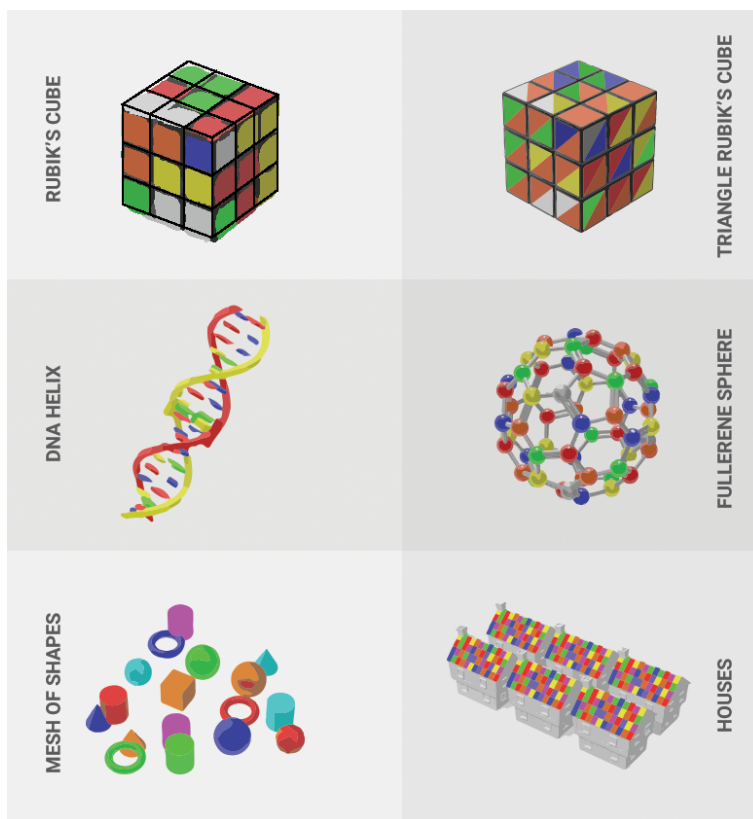 RUBIK'S CUBE
TRIANGLE RUBIK'S CUBE
DNA HELIX
FULLERENE SPHERE
MESH OF SHAPES
HOUSES